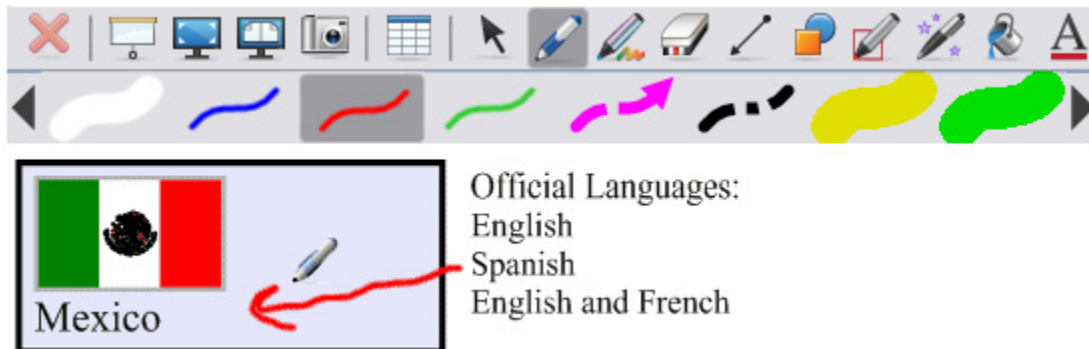 A
Official Languages:
English
Spanish
English and French
Mexico